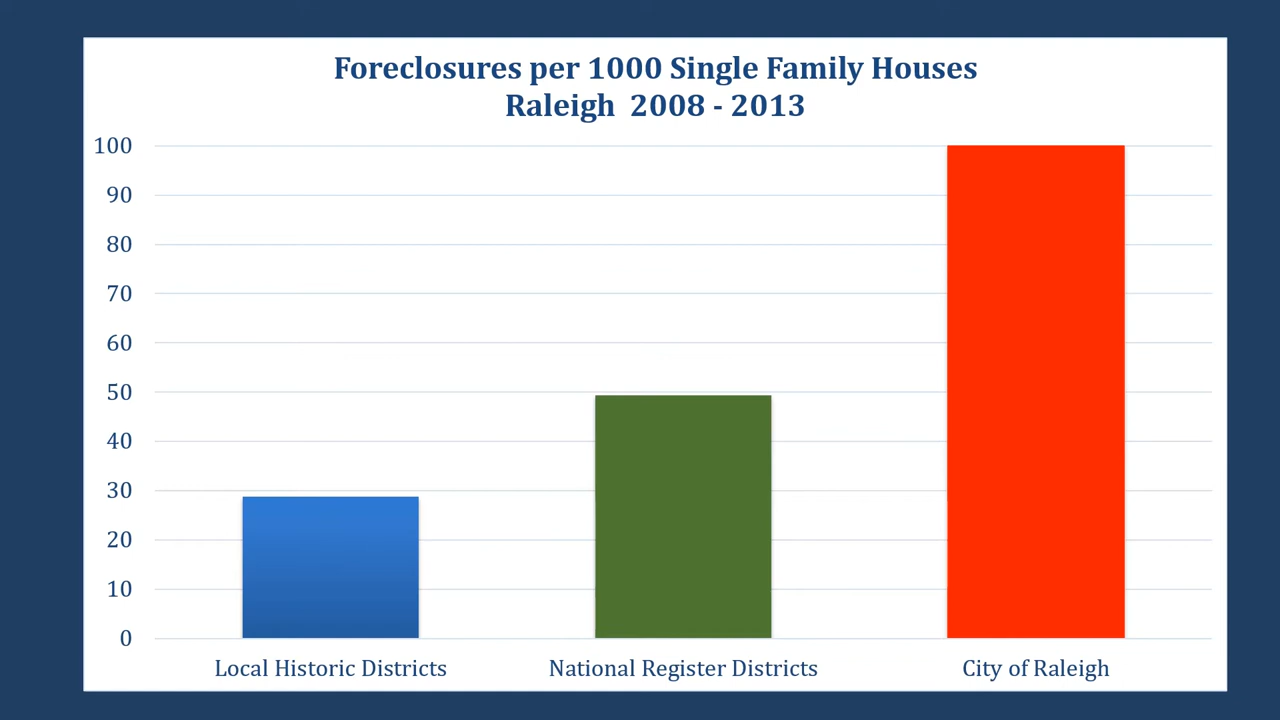 Foreclosures per 1000 Single Family Houses
Raleigh 2008 - 2013
100
90
80
70
60
50
40
30
20
10
0
Local Historic Districts
National Register Districts
City of Raleigh